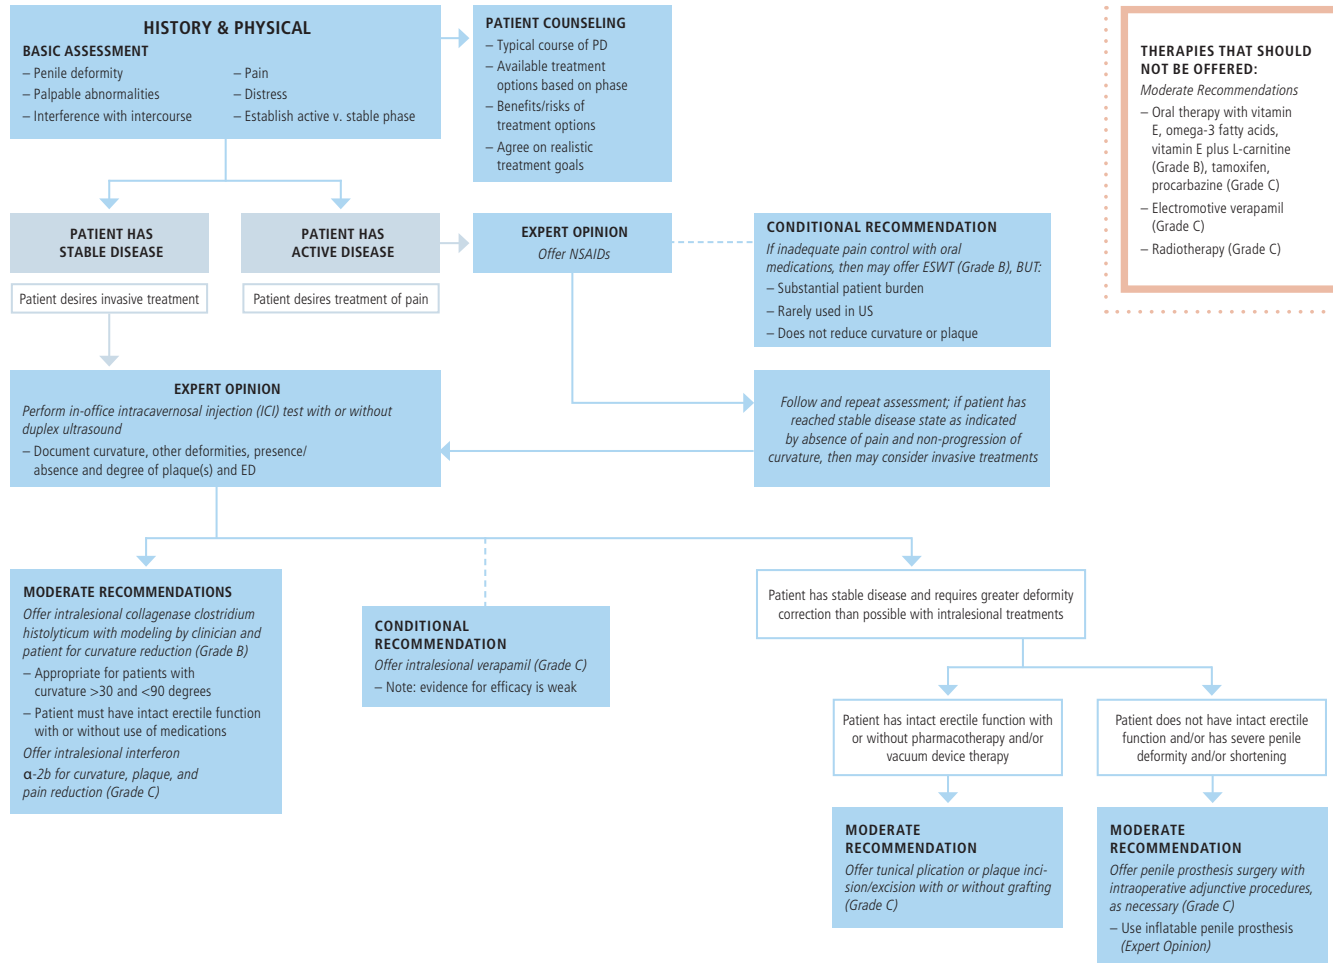 HISTORY & PHYSICAL
BASIC ASSESSMENT
– Penile deformity
– Palpable abnormalities
– Interference with intercourse
– Pain
– Distress
– Establish active v. stable phase
PATIENT COUNSELING
– Typical course of PD
– Available treatment
options based on phase
– Benefits/risks of
treatment options
– Agree on realistic
treatment goals
THERAPIES THAT SHOULD
NOT BE OFFERED:
Moderate Recommendations
– Oral therapy with vitamin
E, omega-3 fatty acids,
vitamin E plus L-carnitine
(Grade B), tamoxifen,
procarbazine (Grade C)
– Electromotive verapamil
(Grade C)
– Radiotherapy (Grade C)
PATIENT HAS
STABLE DISEASE
Patient desires invasive treatment
PATIENT HAS
ACTIVE DISEASE
Patient desires treatment of pain
EXPERT OPINION
Offer NSAIDs
CONDITIONAL RECOMMENDATION
If inadequate pain control with oral
medications, then may offer ESWT (Grade B), BUT:
– Substantial patient burden
– Rarely used in US
– Does not reduce curvature or plaque
EXPERT OPINION
Perform in-office intracavernosal injection (ICI) test with or without
duplex ultrasound
– Document curvature, other deformities, presence/
absence and degree of plaque(s) and ED
Follow and repeat assessment; if patient has
reached stable disease state as indicated
by absence of pain and non-progression of
curvature, then may consider invasive treatments
MODERATE RECOMMENDATIONS
Offer intralesional collagenase clostridium
histolyticum with modeling by clinician and
patient for curvature reduction (Grade B)
– Appropriate for patients with
curvature >30 and <90 degrees
– Patient must have intact erectile function
with or without use of medications
Offer intralesional interferon
α-2b for curvature, plaque, and
pain reduction (Grade C)
CONDITIONAL
RECOMMENDATION
Offer intralesional verapamil (Grade C)
– Note: evidence for efficacy is weak
Patient has stable disease and requires greater deformity
correction than possible with intralesional treatments
Patient has intact erectile function with
or without pharmacotherapy and/or
vacuum device therapy
Patient does not have intact erectile
function and/or has severe penile
deformity and/or shortening
MODERATE
RECOMMENDATION
Offer tunical plication or plaque inci-
sion/excision with or without grafting
(Grade C)
MODERATE
RECOMMENDATION
Offer penile prosthesis surgery with
intraoperative adjunctive procedures,
as necessary (Grade C)
– Use inflatable penile prosthesis
(Expert Opinion)